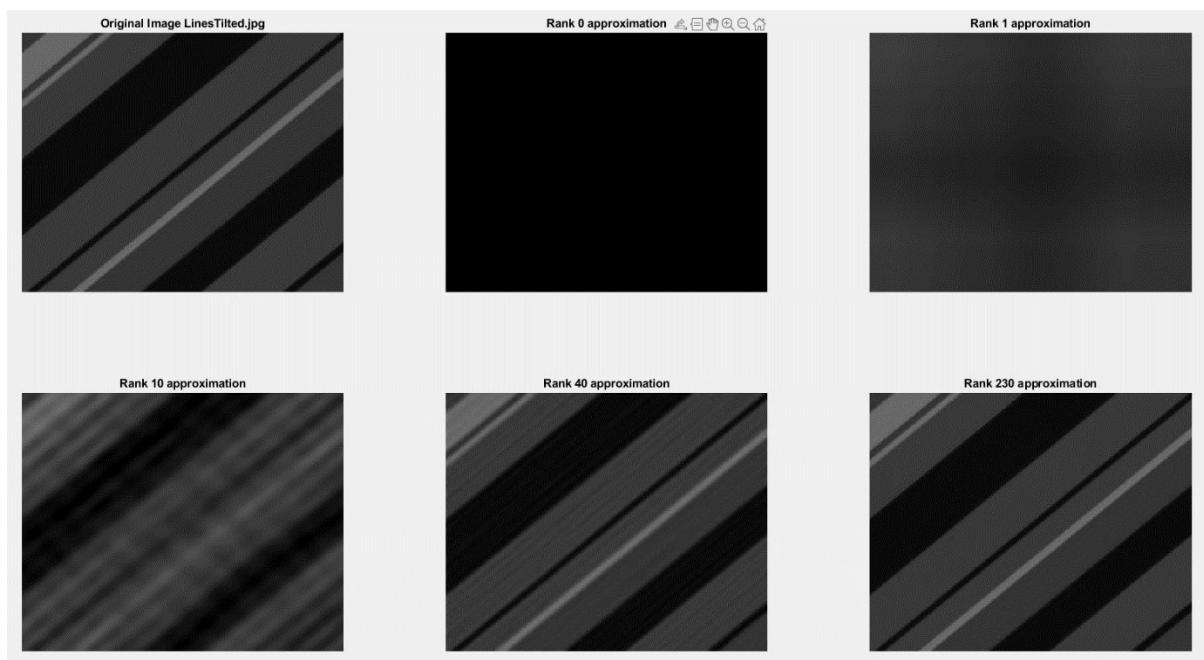 Original Image LinesTilted.jpg
Rank 0 approximation
Rank 1 approximation
Rank 10 approximation
Rank 40 approximation
Rank 230 approximation